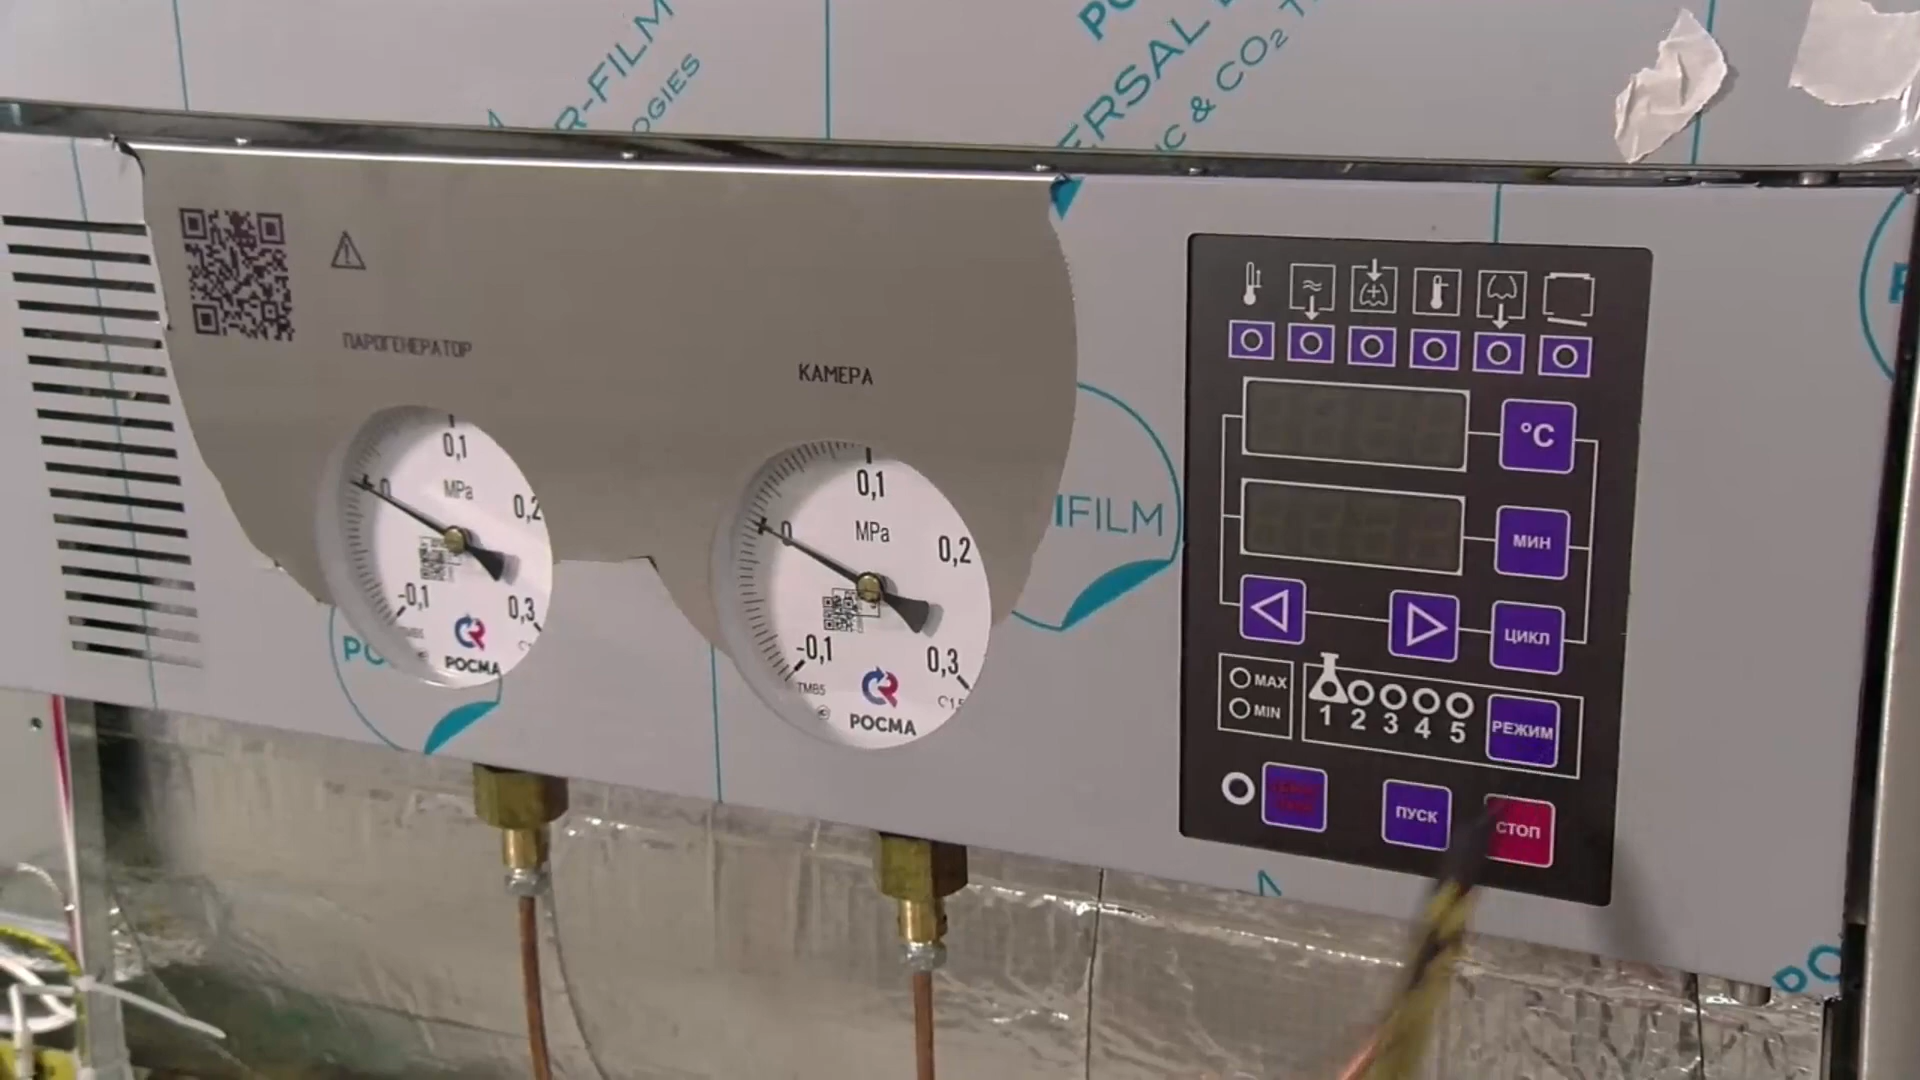 R-FILM
OGIES
ERSAL
IC & CO₂ T
ПАРОГЕНЕРАТОР
КАМЕРА
0,1
MPa
0
0,2
-0,1
0,3
РОСМА
0,1
MPa
0
0,2
-0,1
0,3
ТМВ5
РОСМА
IFILM
°C
МИН
ЦИКЛ
MAX
MIN
1 2 3 4 5
РЕЖИМ
ПУСК
СТОП